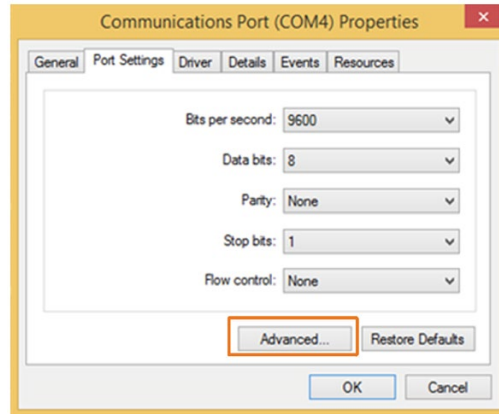 Communications Port (COM4) Properties
General Port Settings Driver Details Events Resources
Bits per second: 9600
Data bits: 8
Parity: None
Stop bits: 1
Flow control: None
Advanced... Restore Defaults
OK Cancel